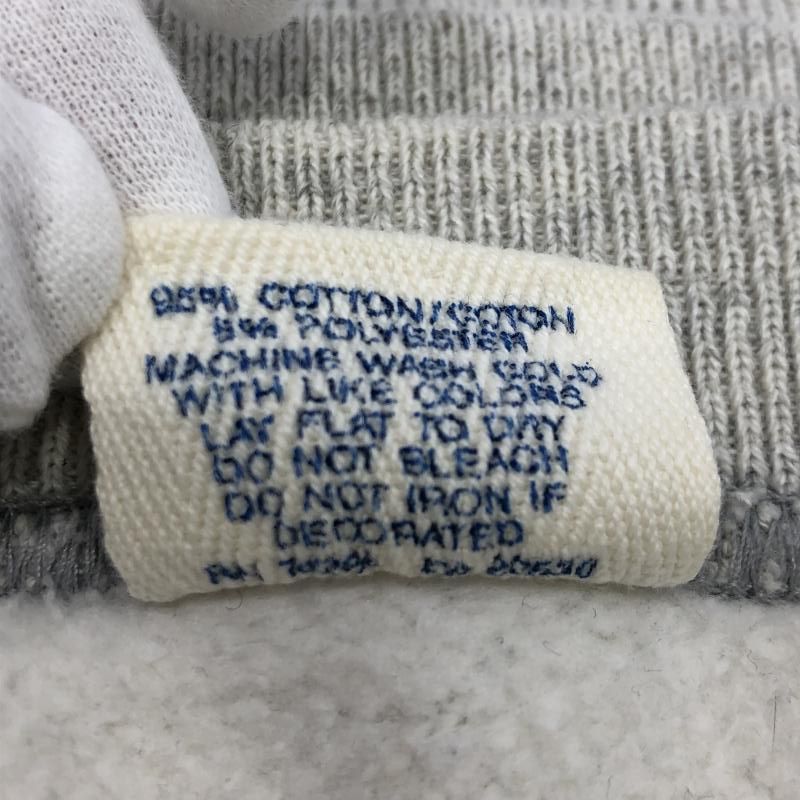 95% COTTON/COTON
5% POLYESTER
MACHINE WASH COLD
WITH LIKE COLORS
LAY FLAT TO DRY
DO NOT BLEACH
DO NOT IRON IF
DECORATED
RN